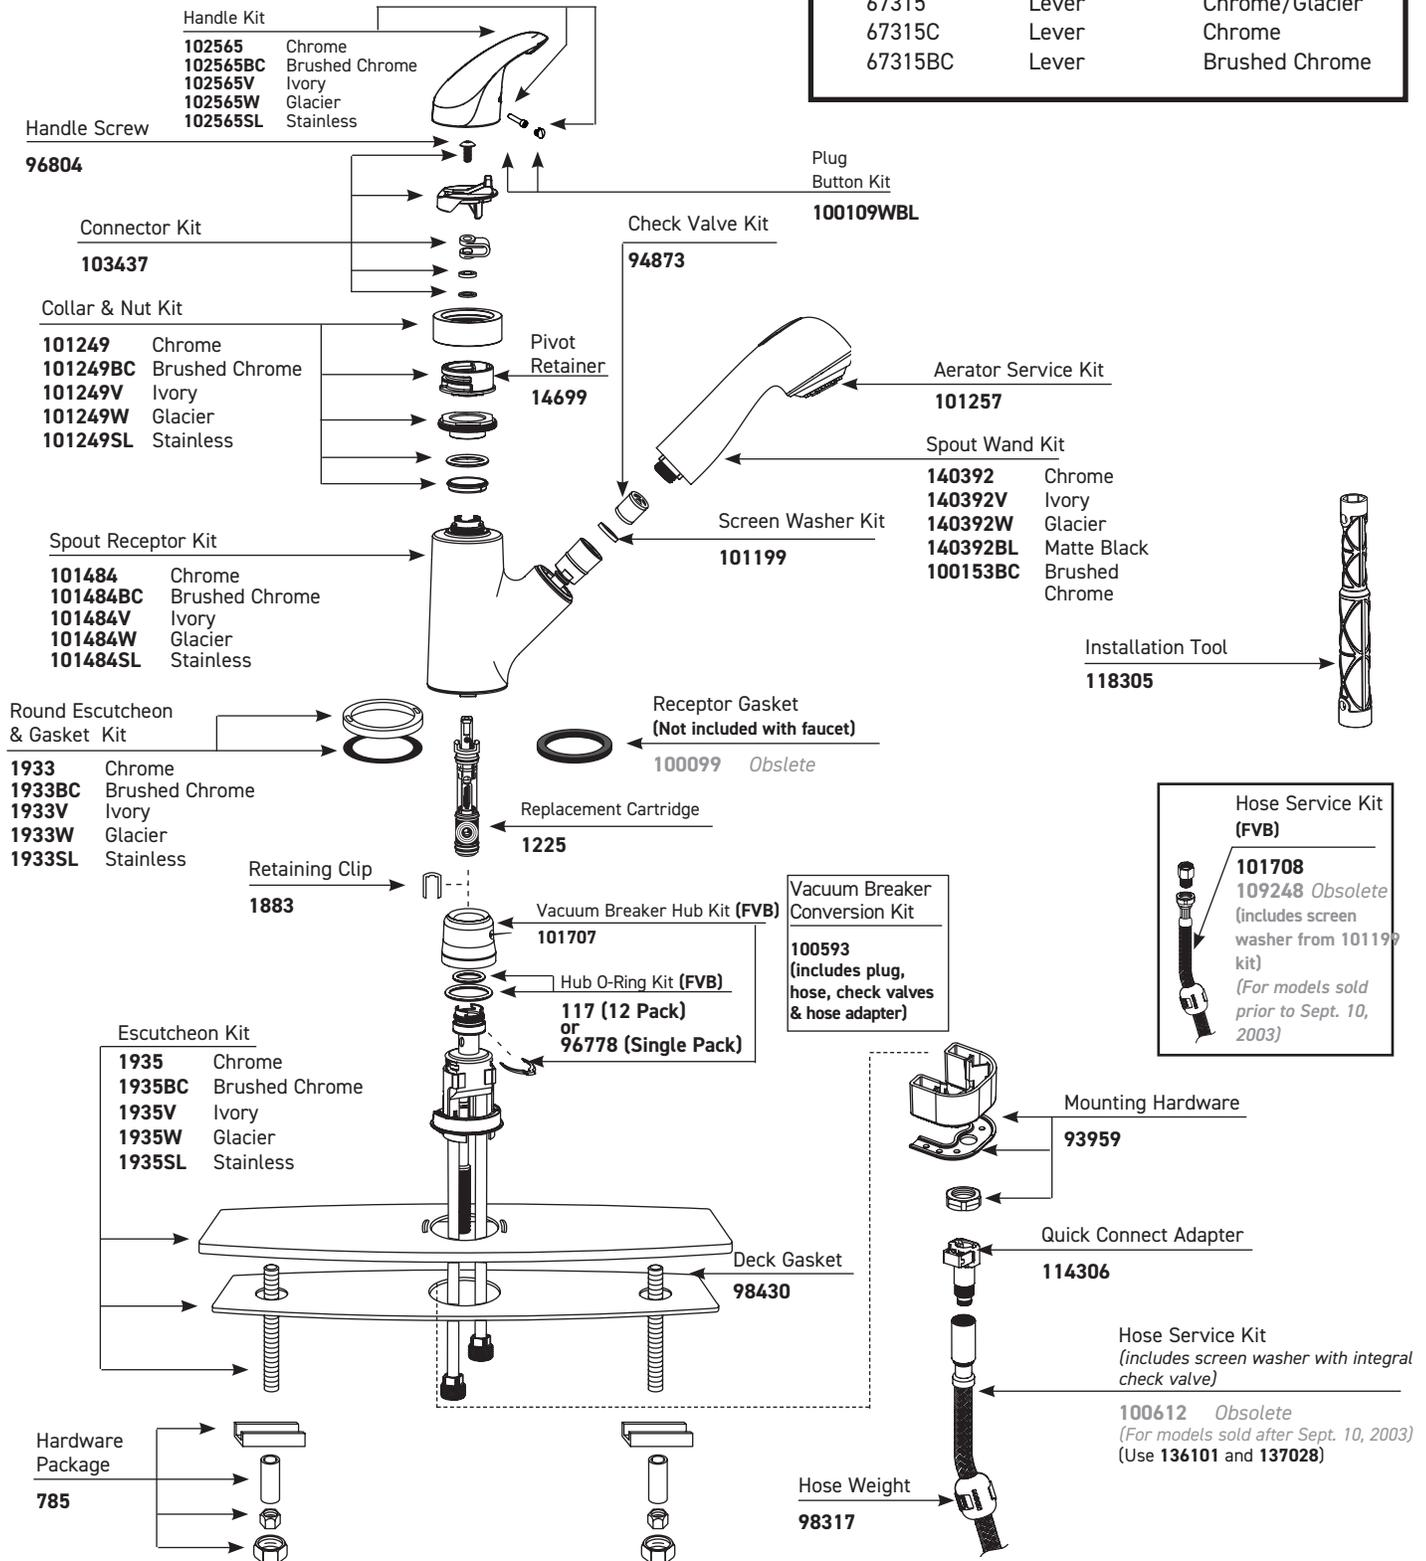 67315 Lever Chrome/Glacier
67315C Lever Chrome
67315BC Lever Brushed Chrome
Handle Kit
102565 Chrome
102565BC Brushed Chrome
102565V Ivory
102565W Glacier
102565SL Stainless
Handle Screw
96804
Plug
Button Kit
100109WBL
Connector Kit
103437
Check Valve Kit
94873
Collar & Nut Kit
101249 Chrome
101249BC Brushed Chrome
101249V Ivory
101249W Glacier
101249SL Stainless
Pivot
Retainer
14699
Aerator Service Kit
101257
Spout Wand Kit
140392 Chrome
140392V Ivory
140392W Glacier
140392BL Matte Black
100153BC Brushed
Chrome
Screen Washer Kit
101199
Spout Receptor Kit
101484 Chrome
101484BC Brushed Chrome
101484V Ivory
101484W Glacier
101484SL Stainless
Installation Tool
118305
Round Escutcheon
& Gasket Kit
1933 Chrome
1933BC Brushed Chrome
1933V Ivory
1933W Glacier
1933SL Stainless
Receptor Gasket
(Not included with faucet)
100099 Obslete
Replacement Cartridge
1225
Retaining Clip
1883
Vacuum Breaker Hub Kit (FVB)
101707
Hub O-Ring Kit (FVB)
117 (12 Pack)
or
96778 (Single Pack)
Vacuum Breaker
Conversion Kit
100593
(includes plug,
hose, check valves
& hose adapter)
Hose Service Kit
(FVB)
101708
109248 Obsolete
(includes screen
washer from 101199
kit)
(For models sold
prior to Sept. 10,
2003)
Escutcheon Kit
1935 Chrome
1935BC Brushed Chrome
1935V Ivory
1935W Glacier
1935SL Stainless
Mounting Hardware
93959
Quick Connect Adapter
114306
Deck Gasket
98430
Hose Service Kit
(includes screen washer with integral
check valve)
100612 Obsolete
(For models sold after Sept. 10, 2003)
(Use 136101 and 137028)
Hardware
Package
785
Hose Weight
98317